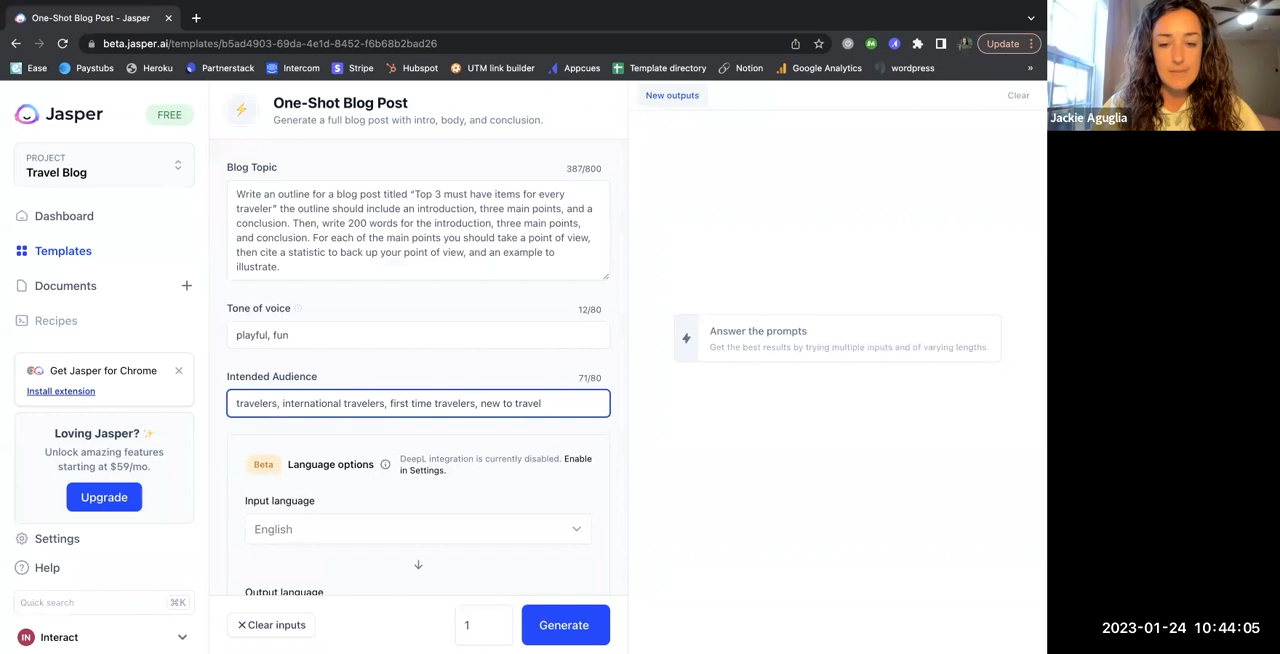 One-Shot Blog Post - Jasper
beta.jasper.ai/templates/b5ad4903-69da-4e1d-8452-f6b68b2bad26
Update
Ease
Paystubs
Heroku
Partnerstack
Intercom
Stripe
Hubspot
UTM link builder
Appcues
Template directory
Notion
Google Analytics
wordpress
»
Jasper
FREE
PROJECT
Travel Blog
Dashboard
Templates
Documents
Recipes
Get Jasper for Chrome
Install extension
Loving Jasper? ✨
Unlock amazing features
starting at $59/mo.
Upgrade
Settings
? Help
Quick search ⌘K
IN Interact
One-Shot Blog Post
Generate a full blog post with intro, body, and conclusion.
Blog Topic 387/800
Write an outline for a blog post titled “Top 3 must have items for every
traveler” the outline should include an introduction, three main points, and a
conclusion. Then, write 200 words for the introduction, three main points,
and conclusion. For each of the main points you should take a point of view,
then cite a statistic to back up your point of view, and an example to
illustrate.
Tone of voice 12/80
playful, fun
Intended Audience 71/80
travelers, international travelers, first time travelers, new to travel
Beta Language options
DeepL integration is currently disabled. Enable
in Settings.
Input language
English
Output language
Clear inputs
1
Generate
New outputs
Clear
Answer the prompts
Get the best results by trying multiple inputs and of varying lengths.
Jackie Aguglia
2023-01-24 10:44:05